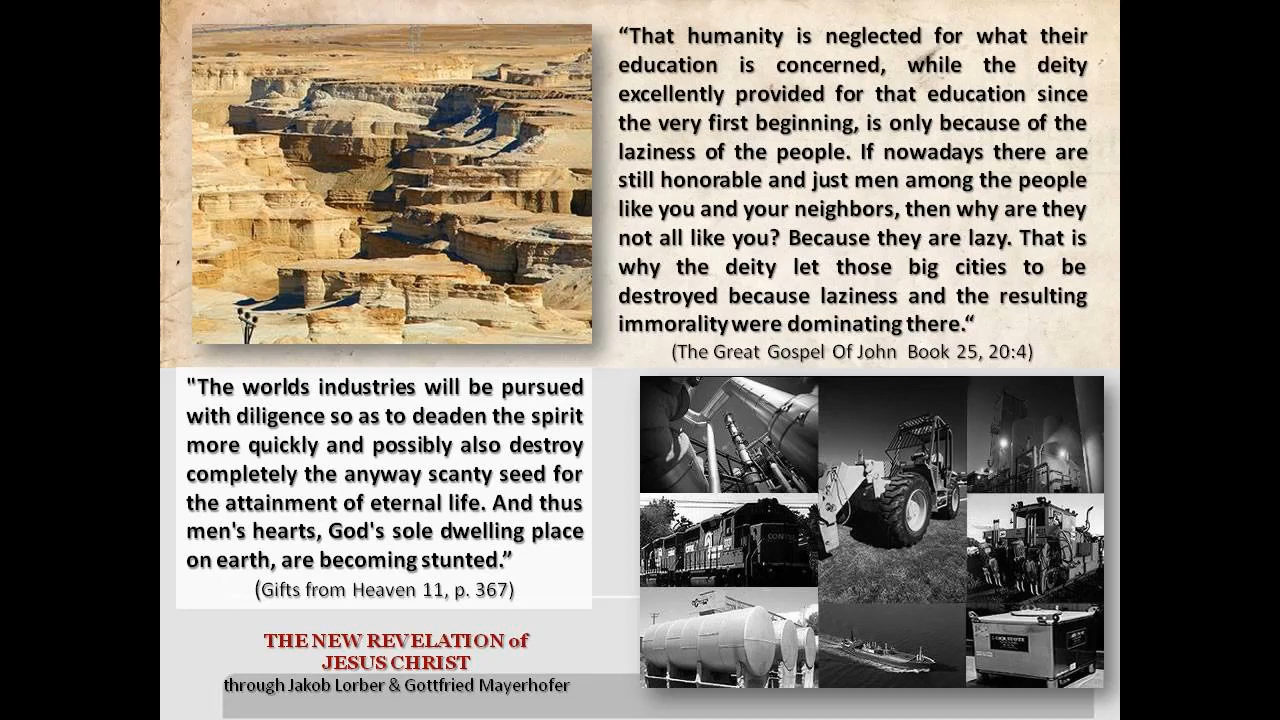 “That humanity is neglected for what their
education is concerned, while the deity
excellently provided for that education since
the very first beginning, is only because of the
laziness of the people. If nowadays there are
still honorable and just men among the people
like you and your neighbors, then why are they
not all like you? Because they are lazy. That is
why the deity let those big cities to be
destroyed because laziness and the resulting
immorality were dominating there.“
(The Great Gospel Of John Book 25, 20:4)
"The worlds industries will be pursued
with diligence so as to deaden the spirit
more quickly and possibly also destroy
completely the anyway scanty seed for
the attainment of eternal life. And thus
men's hearts, God's sole dwelling place
on earth, are becoming stunted.”
(Gifts from Heaven 11, p. 367)
THE NEW REVELATION of
JESUS CHRIST
through Jakob Lorber & Gottfried Mayerhofer